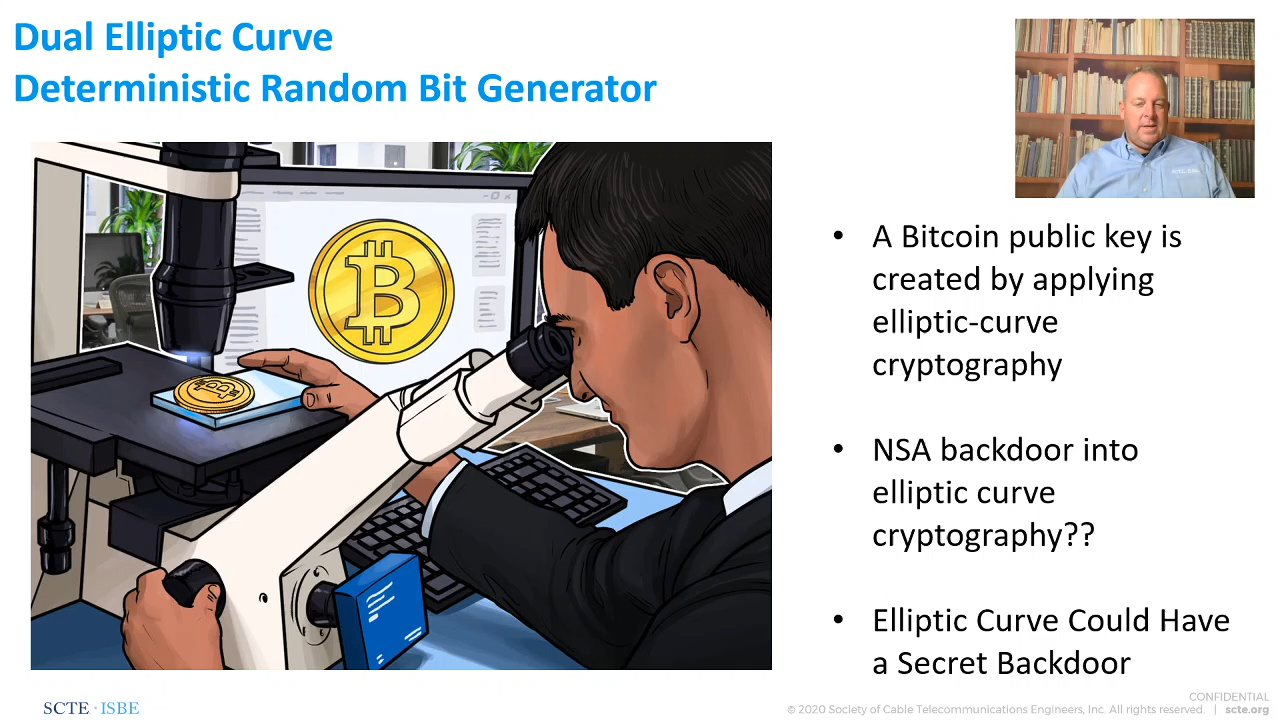 Dual Elliptic Curve
Deterministic Random Bit Generator
• A Bitcoin public key is
created by applying
elliptic-curve
cryptography
• NSA backdoor into
elliptic curve
cryptography??
• Elliptic Curve Could Have
a Secret Backdoor
SCTE · ISBE
CONFIDENTIAL
© 2020 Society of Cable Telecommunications Engineers, Inc. All rights reserved. | scte.org